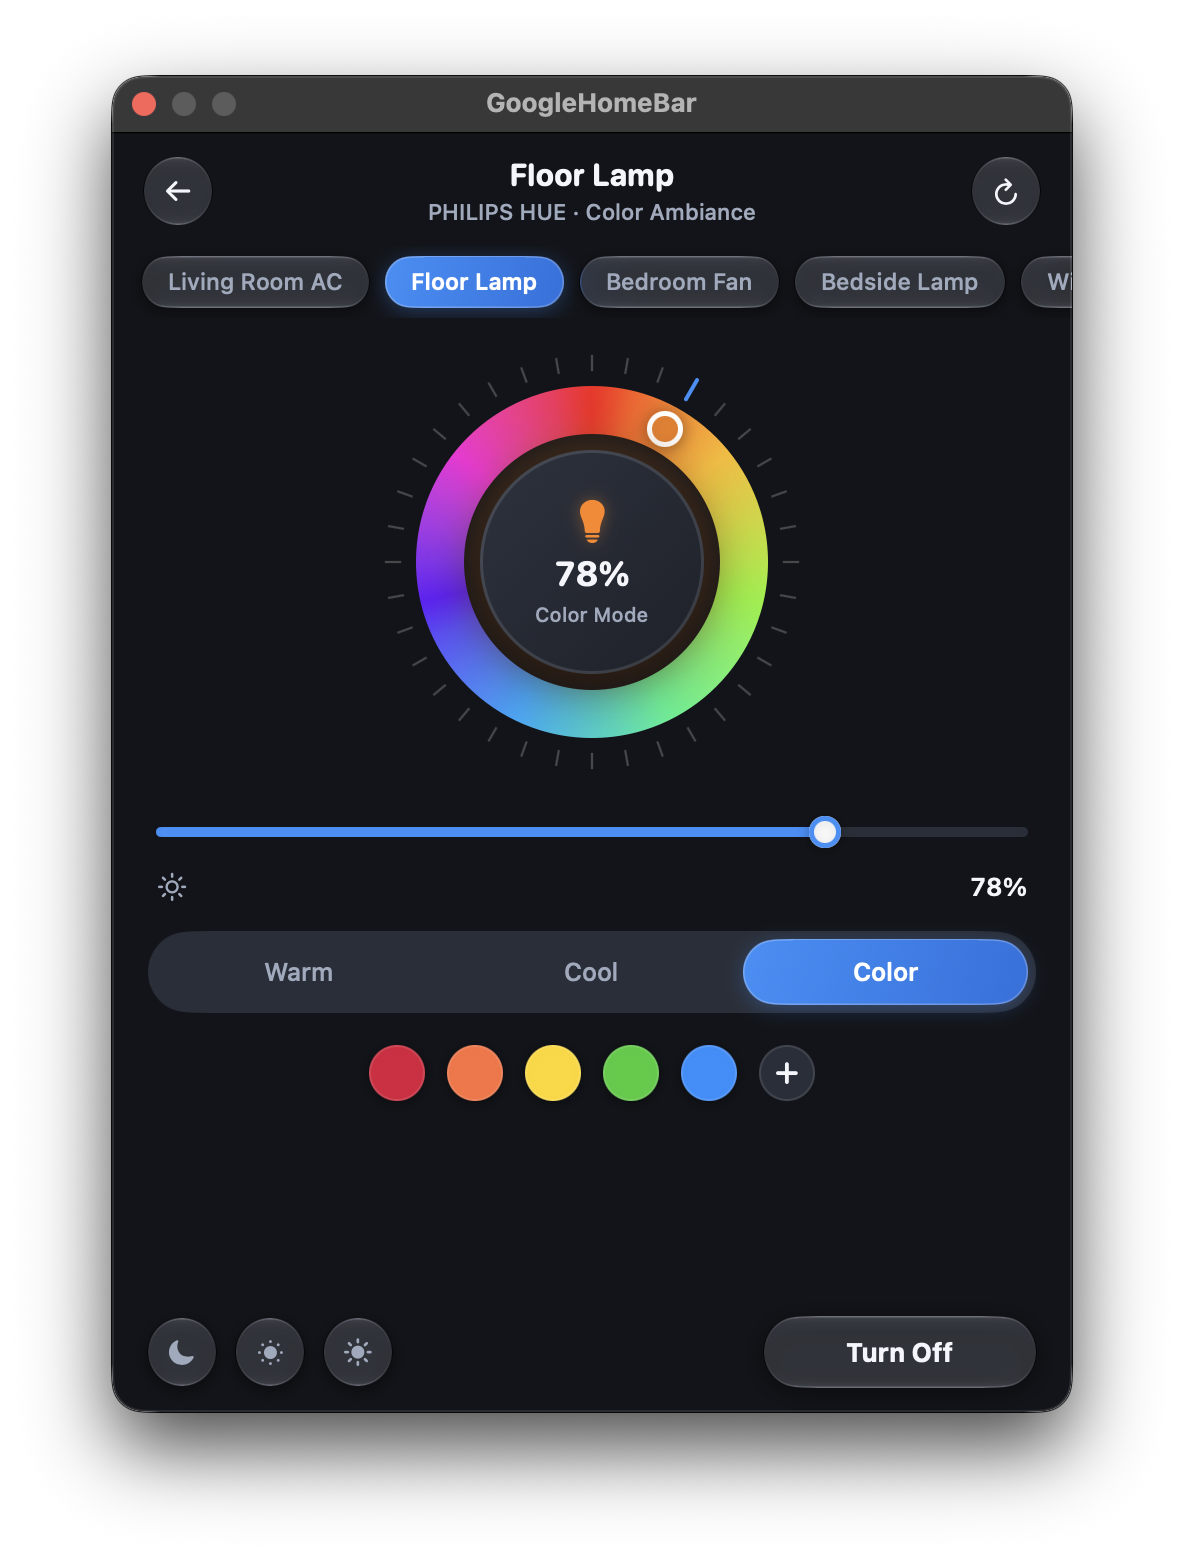 GoogleHomeBar
Floor Lamp
PHILIPS HUE · Color Ambiance
Living Room AC
Floor Lamp
Bedroom Fan
Bedside Lamp
Wi
78%
Color Mode
78%
Warm
Cool
Color
Turn Off